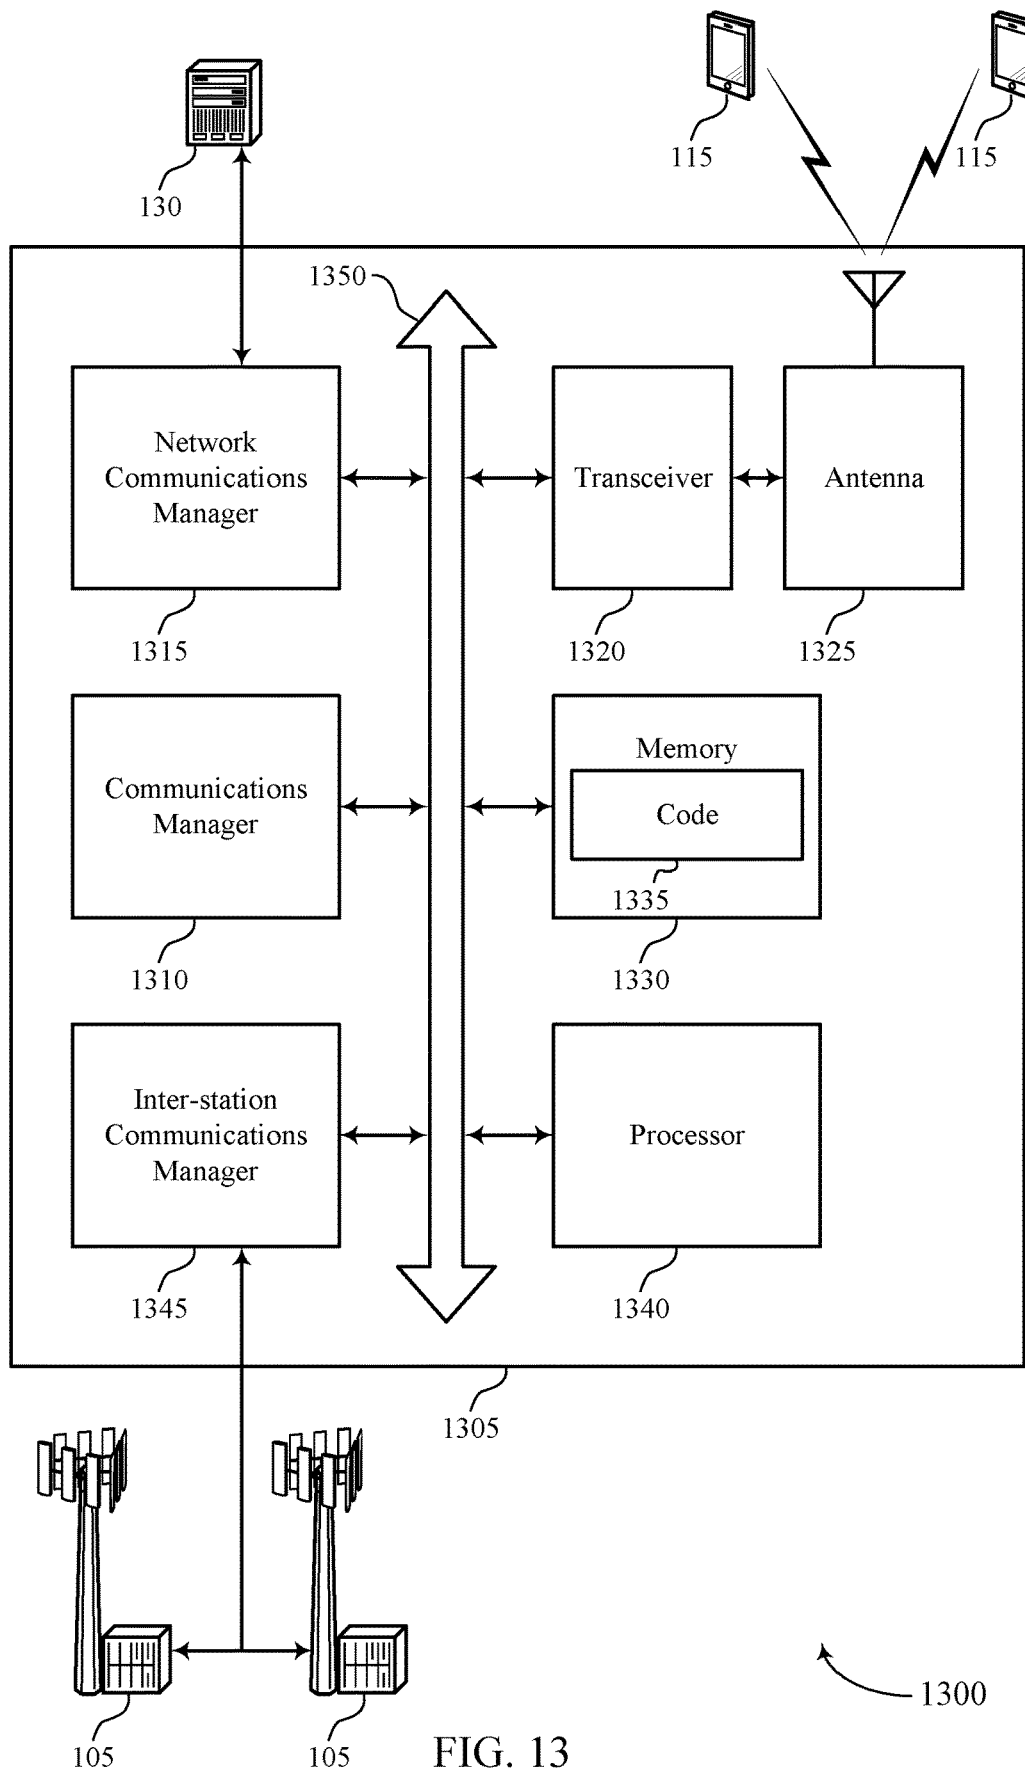 115
115
130
1350
Network
Communications
Manager
Transceiver
Antenna
1315
1320
1325
Communications
Manager
Memory
Code
1335
1310
1330
Inter-station
Communications
Manager
Processor
1345
1340
1305
1300
105
105
FIG. 13